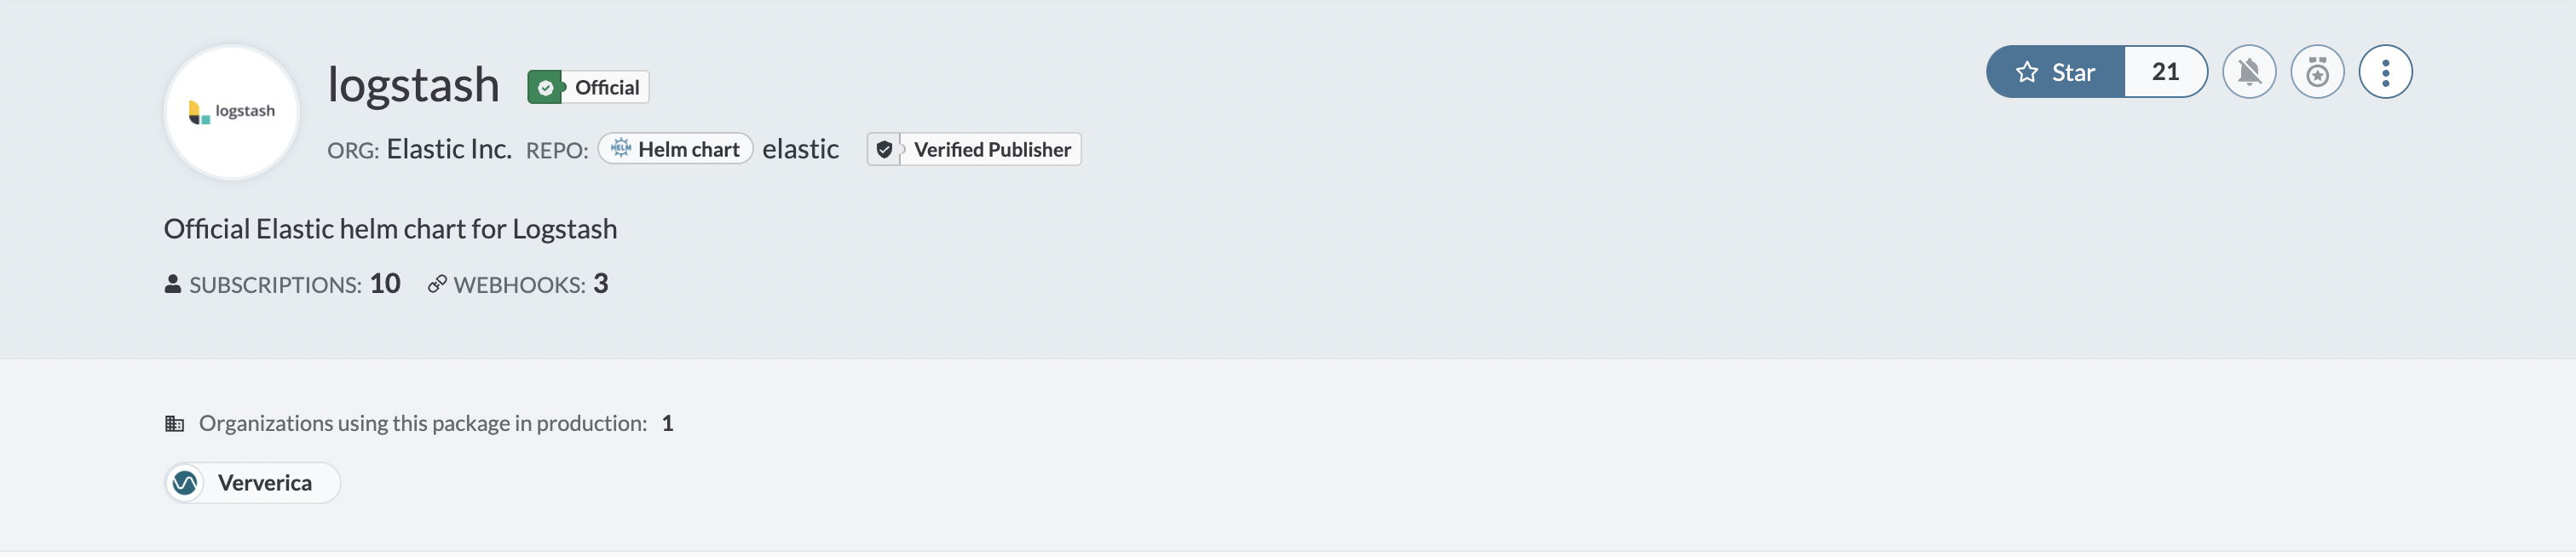 logstash
logstash Official
Star 21
ORG: Elastic Inc. REPO: HELM Helm chart elastic Verified Publisher
Official Elastic helm chart for Logstash
SUBSCRIPTIONS: 10 WEBHOOKS: 3
Organizations using this package in production: 1
Ververica